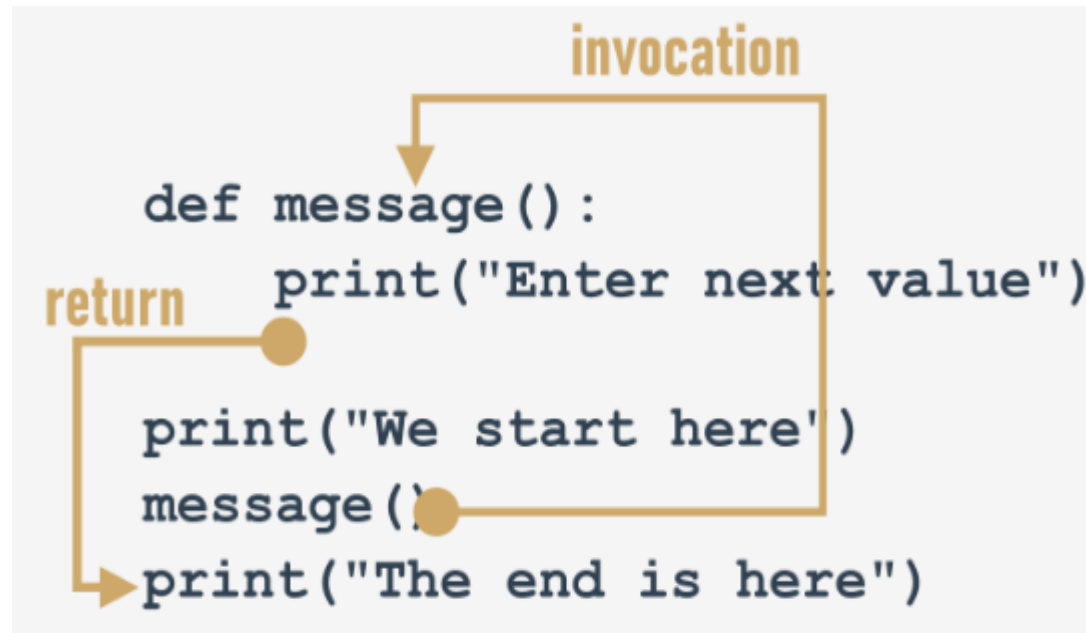 invocation
def message():
    print("Enter next value")
return
print("We start here")
message()
print("The end is here")